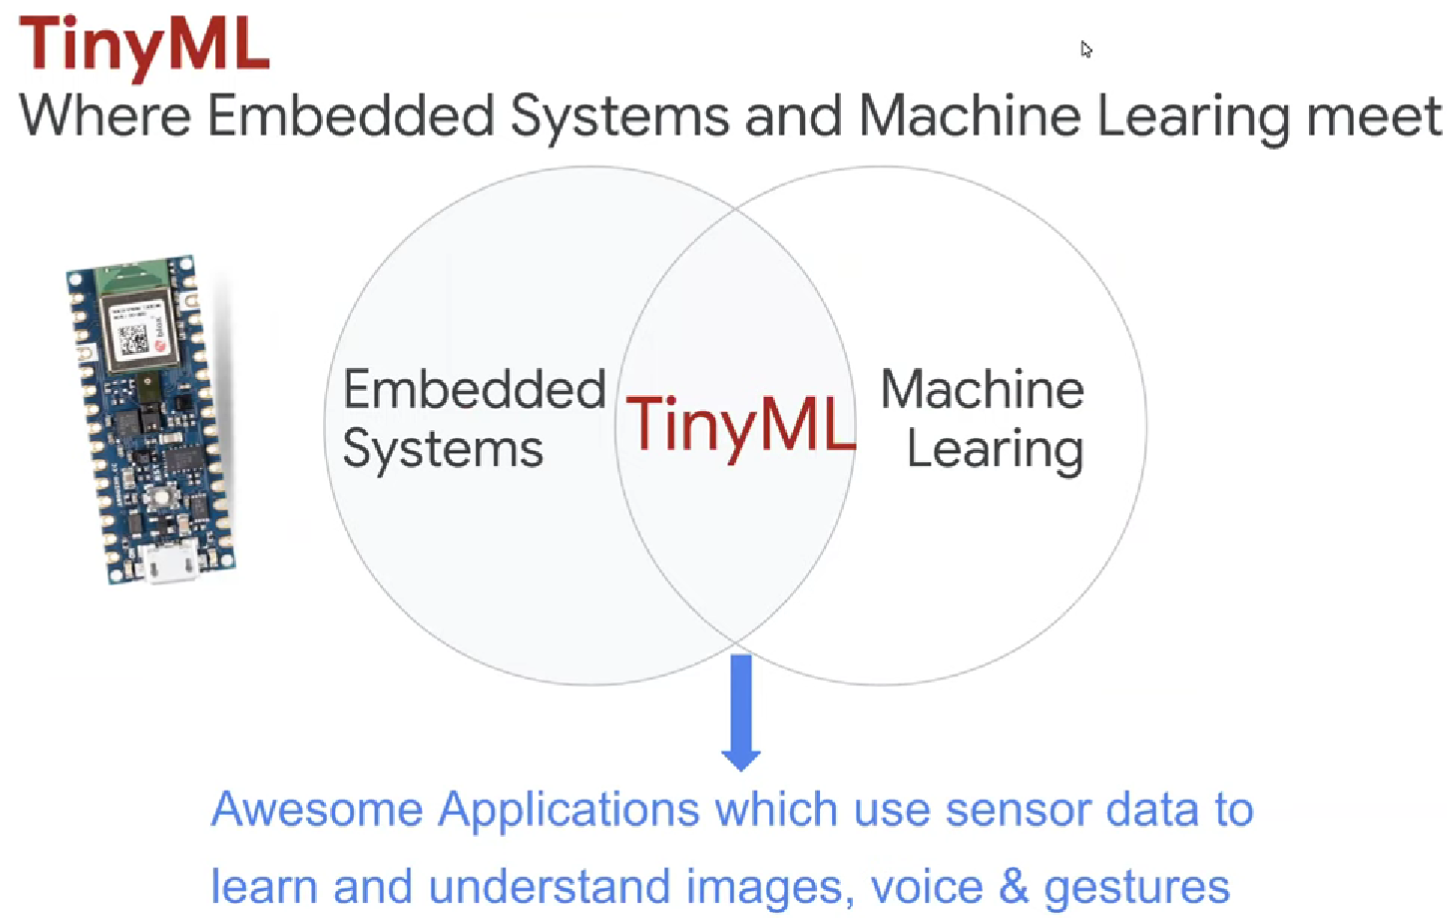 TinyML
Where Embedded Systems and Machine Learing meet
Embedded
Systems
TinyML
Machine
Learing
Awesome Applications which use sensor data to
learn and understand images, voice & gestures